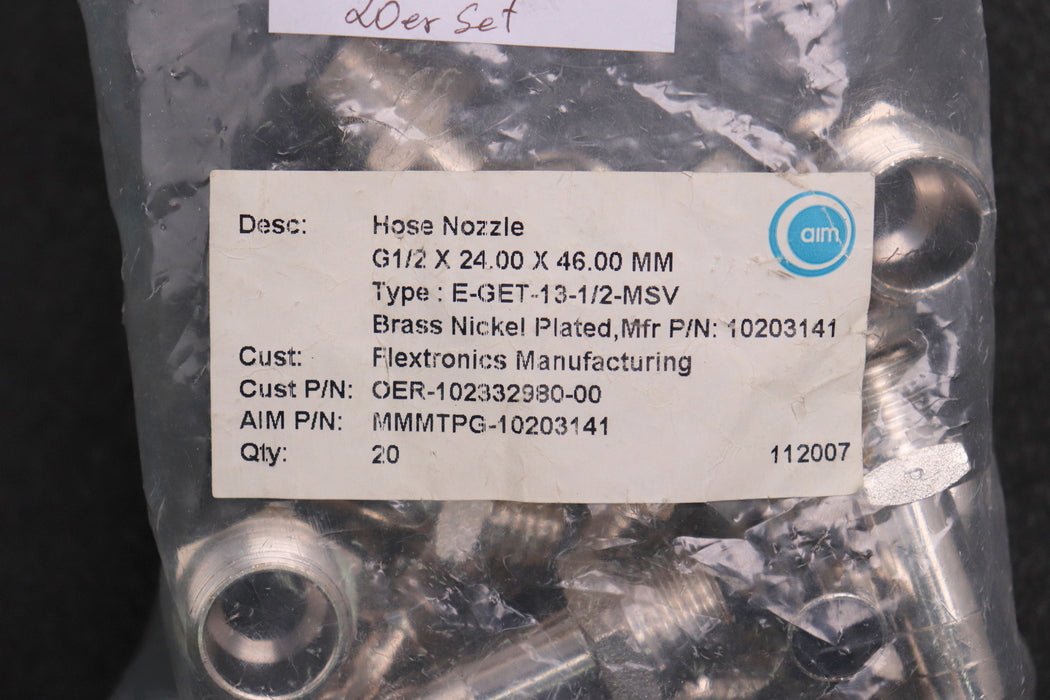 20er Set
aim
Desc: Hose Nozzle
G1/2 X 24.00 X 46.00 MM
Type : E-GET-13-1/2-MSV
Brass Nickel Plated,Mfr P/N: 10203141
Cust: Flextronics Manufacturing
Cust P/N: OER-102332980-00
AIM P/N: MMMTPG-10203141
Qty: 20 112007